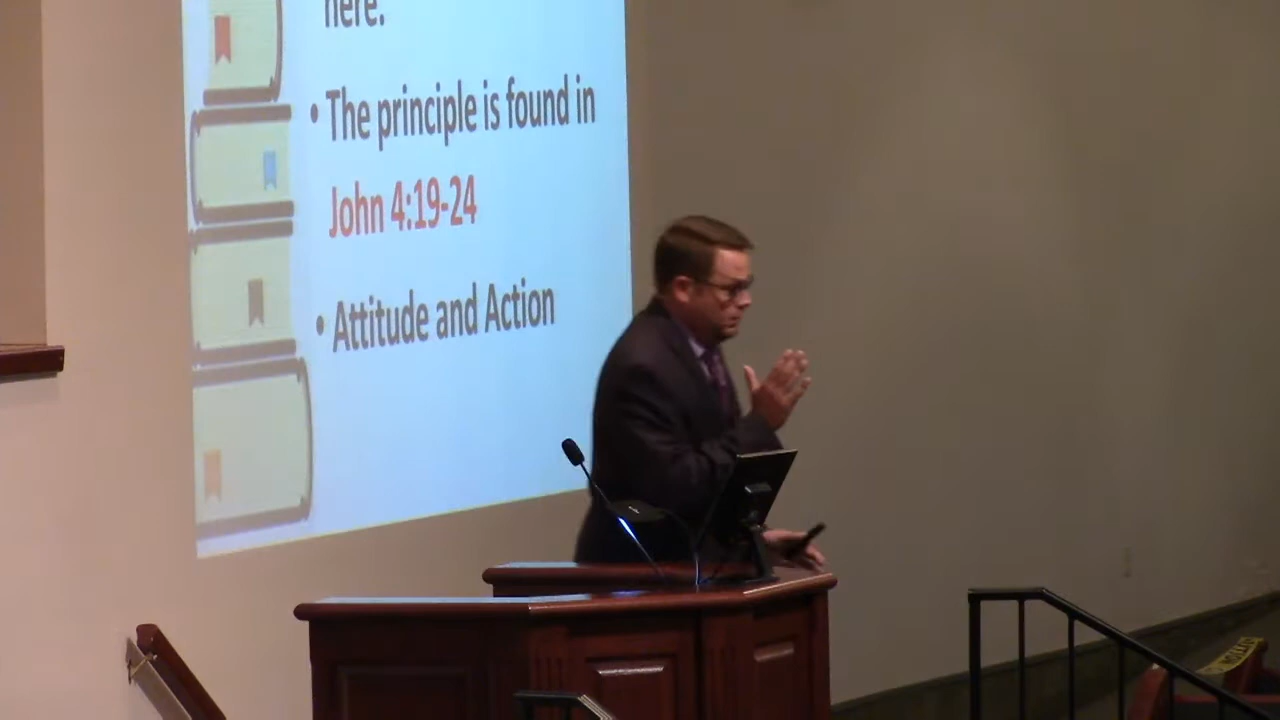 here.
• The principle is found in
John 4:19-24
• Attitude and Action